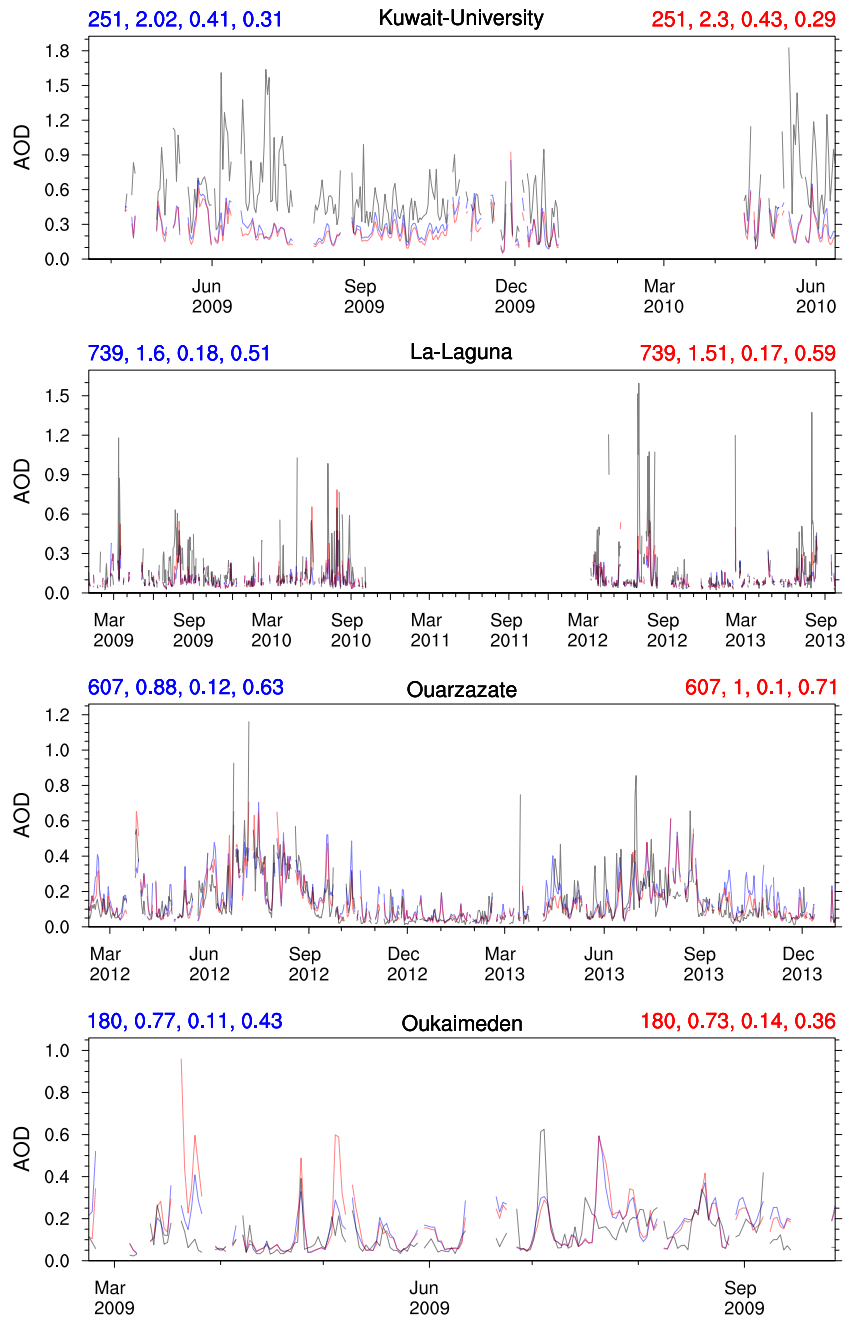 251, 2.02, 0.41, 0.31 Kuwait-University 251, 2.3, 0.43, 0.29
1.8
1.5
1.2
0.9
0.6
0.3
0.0
AOD
Jun Sep Dec Mar Jun
2009 2009 2009 2010 2010
739, 1.6, 0.18, 0.51 La-Laguna 739, 1.51, 0.17, 0.59
1.5
1.2
0.9
0.6
0.3
0.0
AOD
Mar Sep Mar Sep Mar Sep Mar Sep Mar Sep
2009 2009 2010 2010 2011 2011 2012 2012 2013 2013
607, 0.88, 0.12, 0.63 Ouarzazate 607, 1, 0.1, 0.71
1.2
1.0
0.8
0.6
0.4
0.2
0.0
AOD
Mar Jun Sep Dec Mar Jun Sep Dec
2012 2012 2012 2012 2013 2013 2013 2013
180, 0.77, 0.11, 0.43 Oukaimeden 180, 0.73, 0.14, 0.36
1.0
0.8
0.6
0.4
0.2
0.0
AOD
Mar Jun Sep
2009 2009 2009